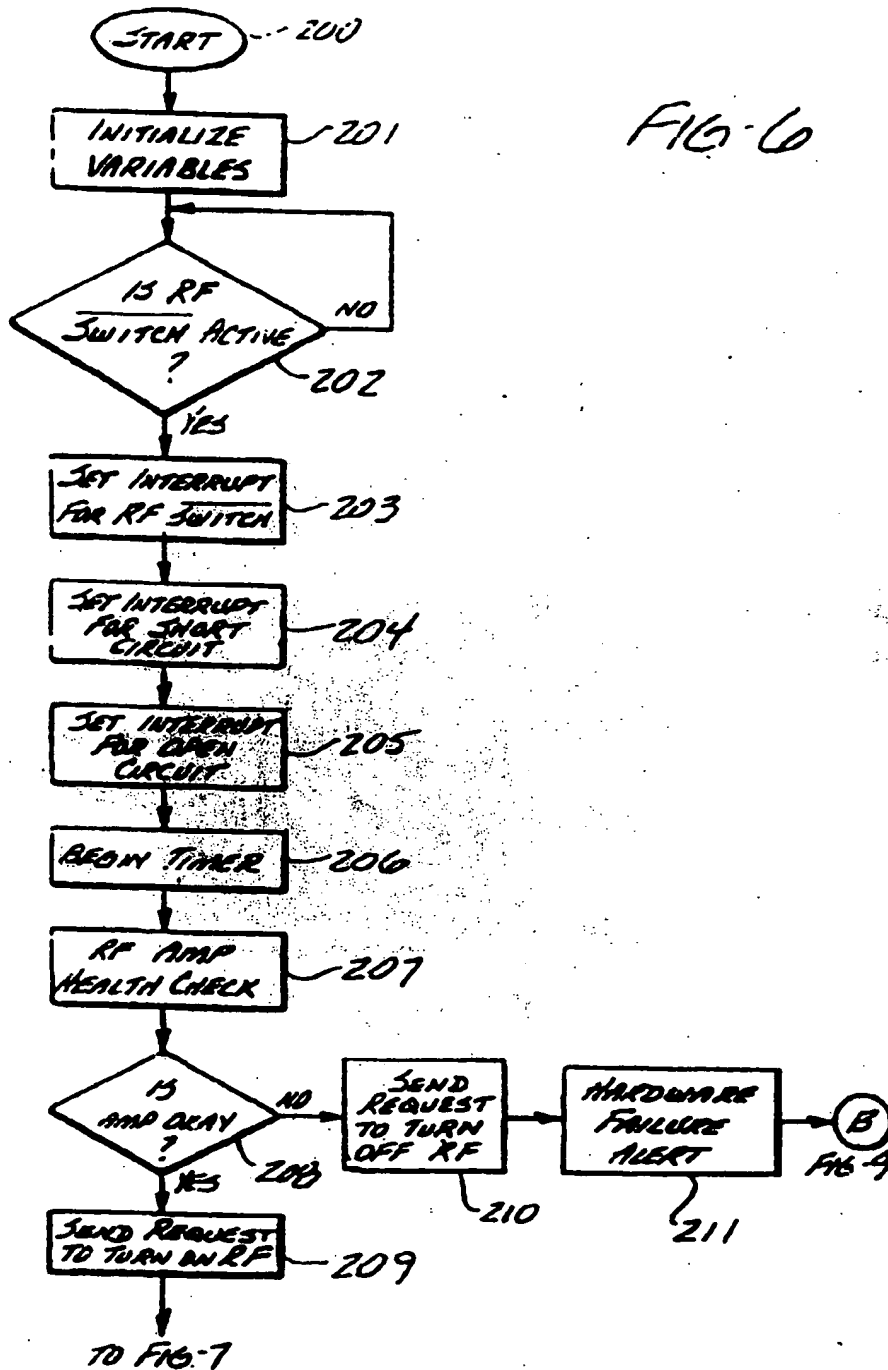 START
200
FIG-6
INITIALIZE
VARIABLES
201
IS RF
SWITCH ACTIVE
?
NO
202
YES
SET INTERRUPT
FOR RF SWITCH
203
SET INTERRUPT
FOR SHORT
CIRCUIT
204
SET INTERRUPT
FOR OPEN
CIRCUIT
205
BEGIN TIMER
206
RF AMP
HEALTH CHECK
207
IS
AMP OKAY
?
NO
208
YES
SEND
REQUEST
TO TURN
OFF RF
210
HARDWARE
FAILURE
ALERT
211
B
FIG-9
SEND REQUEST
TO TURN ON RF
209
TO FIG-7